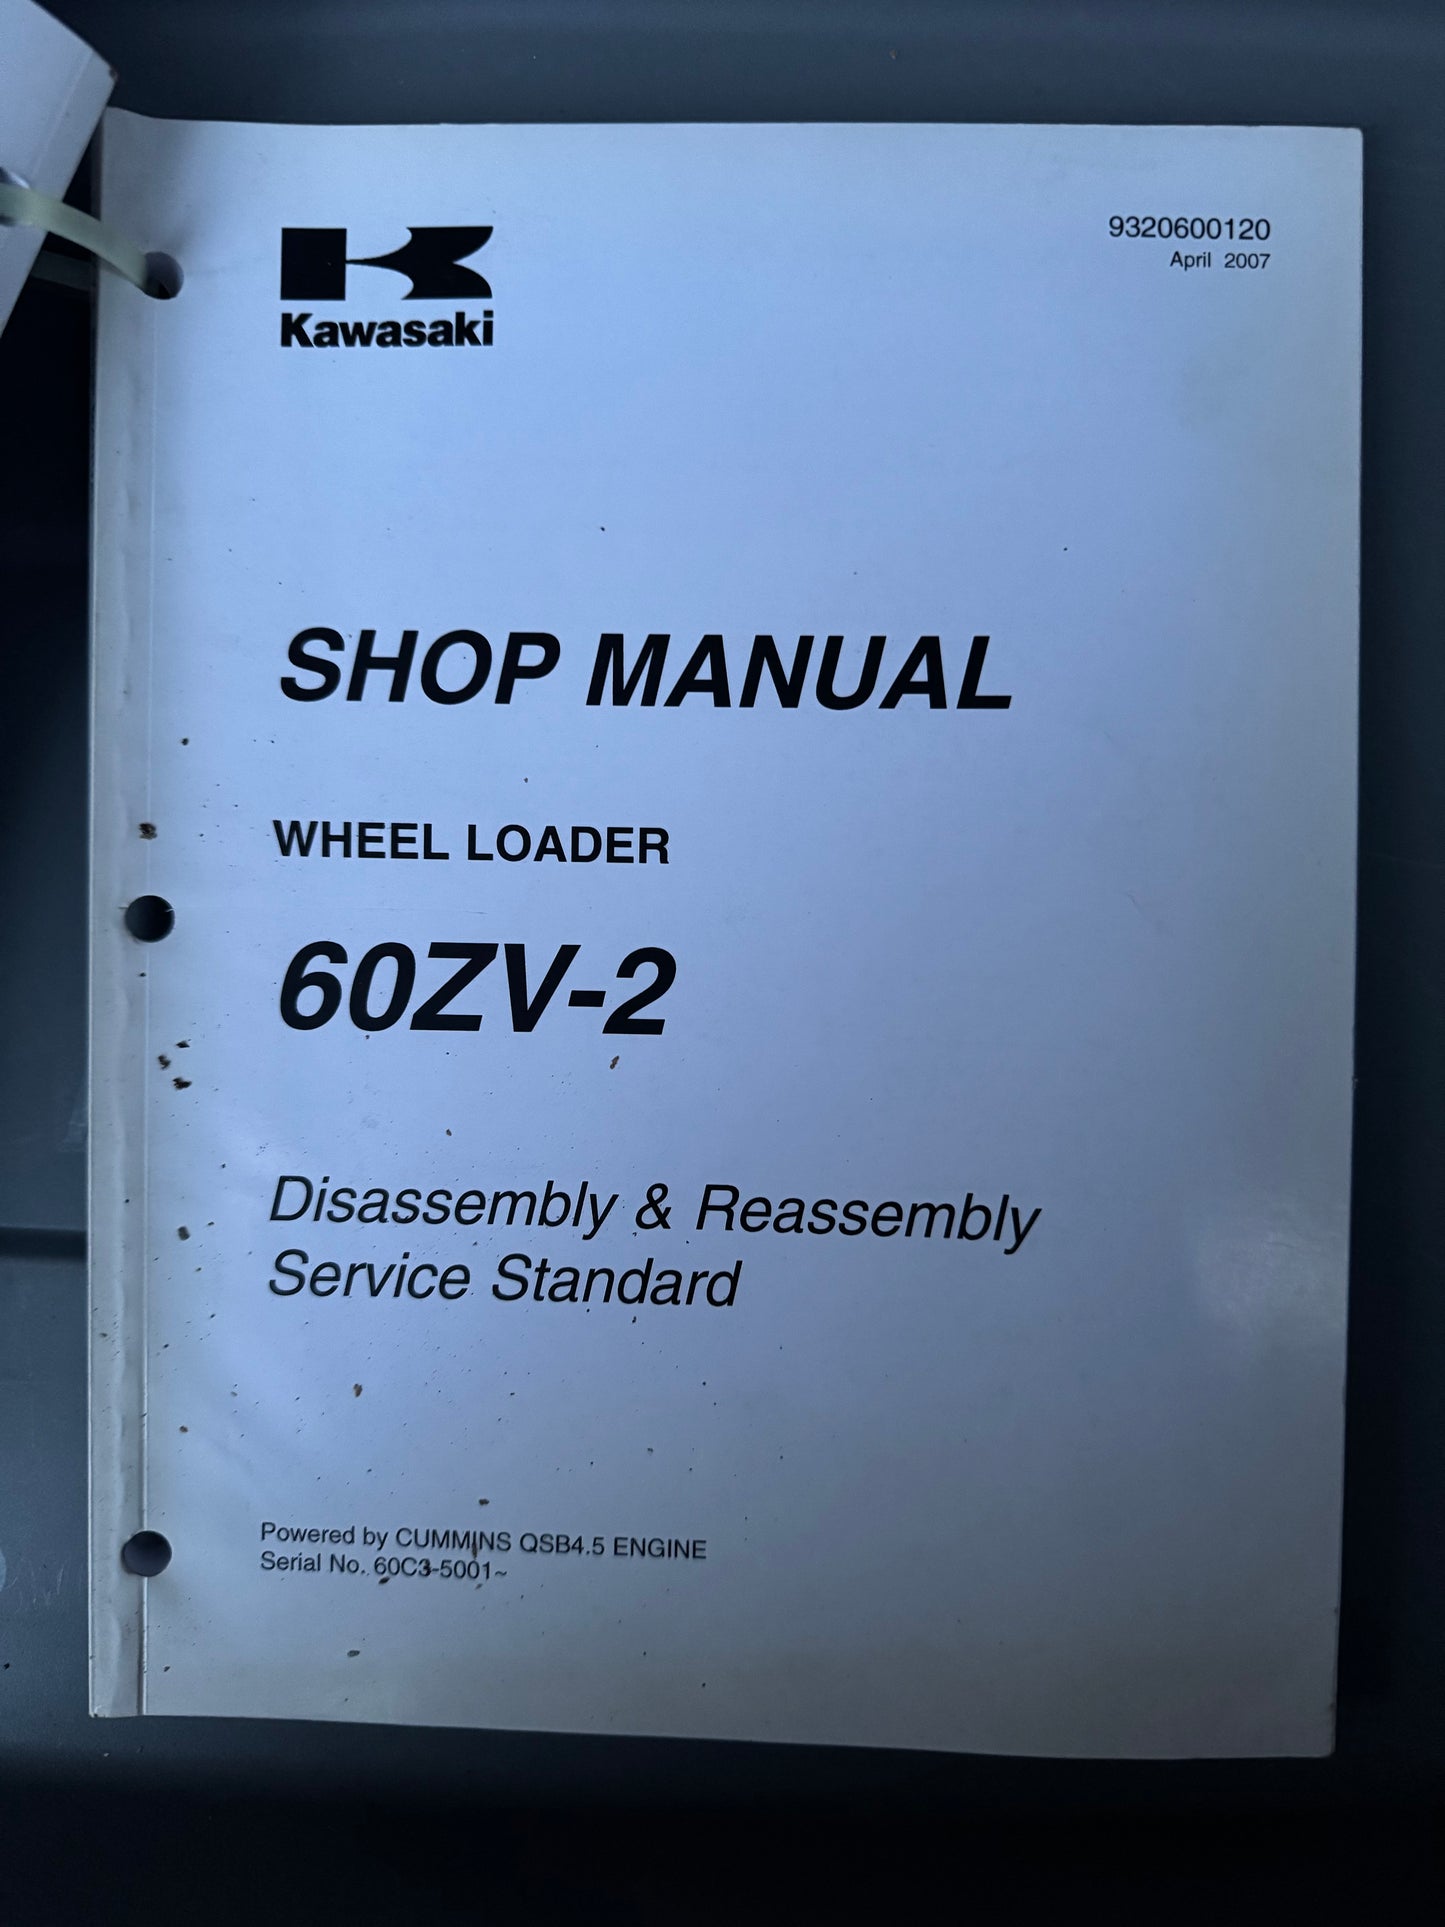 9320600120
April 2007
Kawasaki
SHOP MANUAL
WHEEL LOADER
60ZV-2
Disassembly & Reassembly
Service Standard
Powered by CUMMINS QSB4.5 ENGINE
Serial No. 60C3-5001~